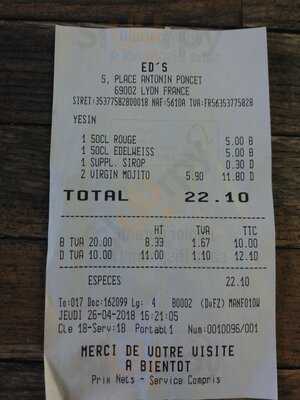 ED'S
5, PLACE ANTONIN PONCET
69002 LYON FRANCE
SIRET:35377582800018 NAF:5610A TVA:FR56353775828
YESIN
1 50CL ROUGE 5.00 B
1 50CL EDELWEISS 5.00 B
1 SUPPL. SIROP 0.30 D
2 VIRGIN MOJITO 5.90 11.80 D
TOTAL 22.10
HT TVA TTC
B TVA 20.00 8.33 1.67 10.00
D TVA 10.00 11.00 1.10 12.10
ESPECES 22.10
To:017 Doc:162099 Lg: 4 B0002 (DvFZ) MANF010W
JEUDI 26-04-2018 16:21:05
Cle 18-Serv:18 Portabl1 Num:0010096/001
MERCI DE VOTRE VISITE
A BIENTOT
Prix Nets - Service Compris